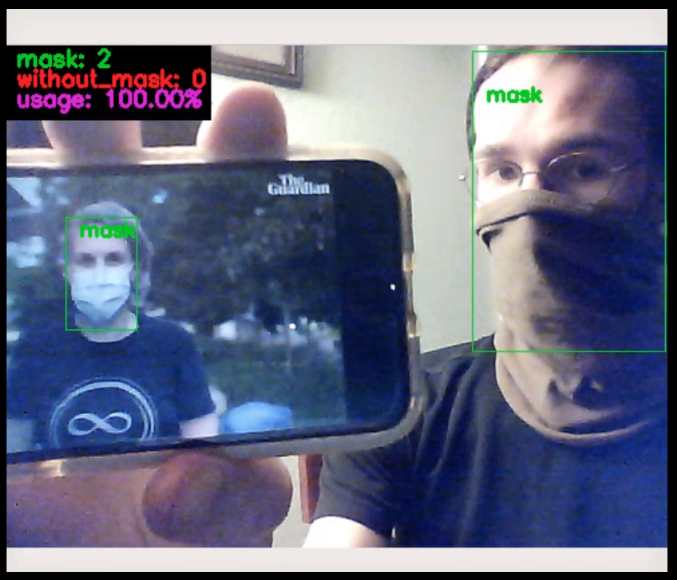 mask: 2
without_mask: 0
usage: 100.00%
mask
The
Guardian
mask